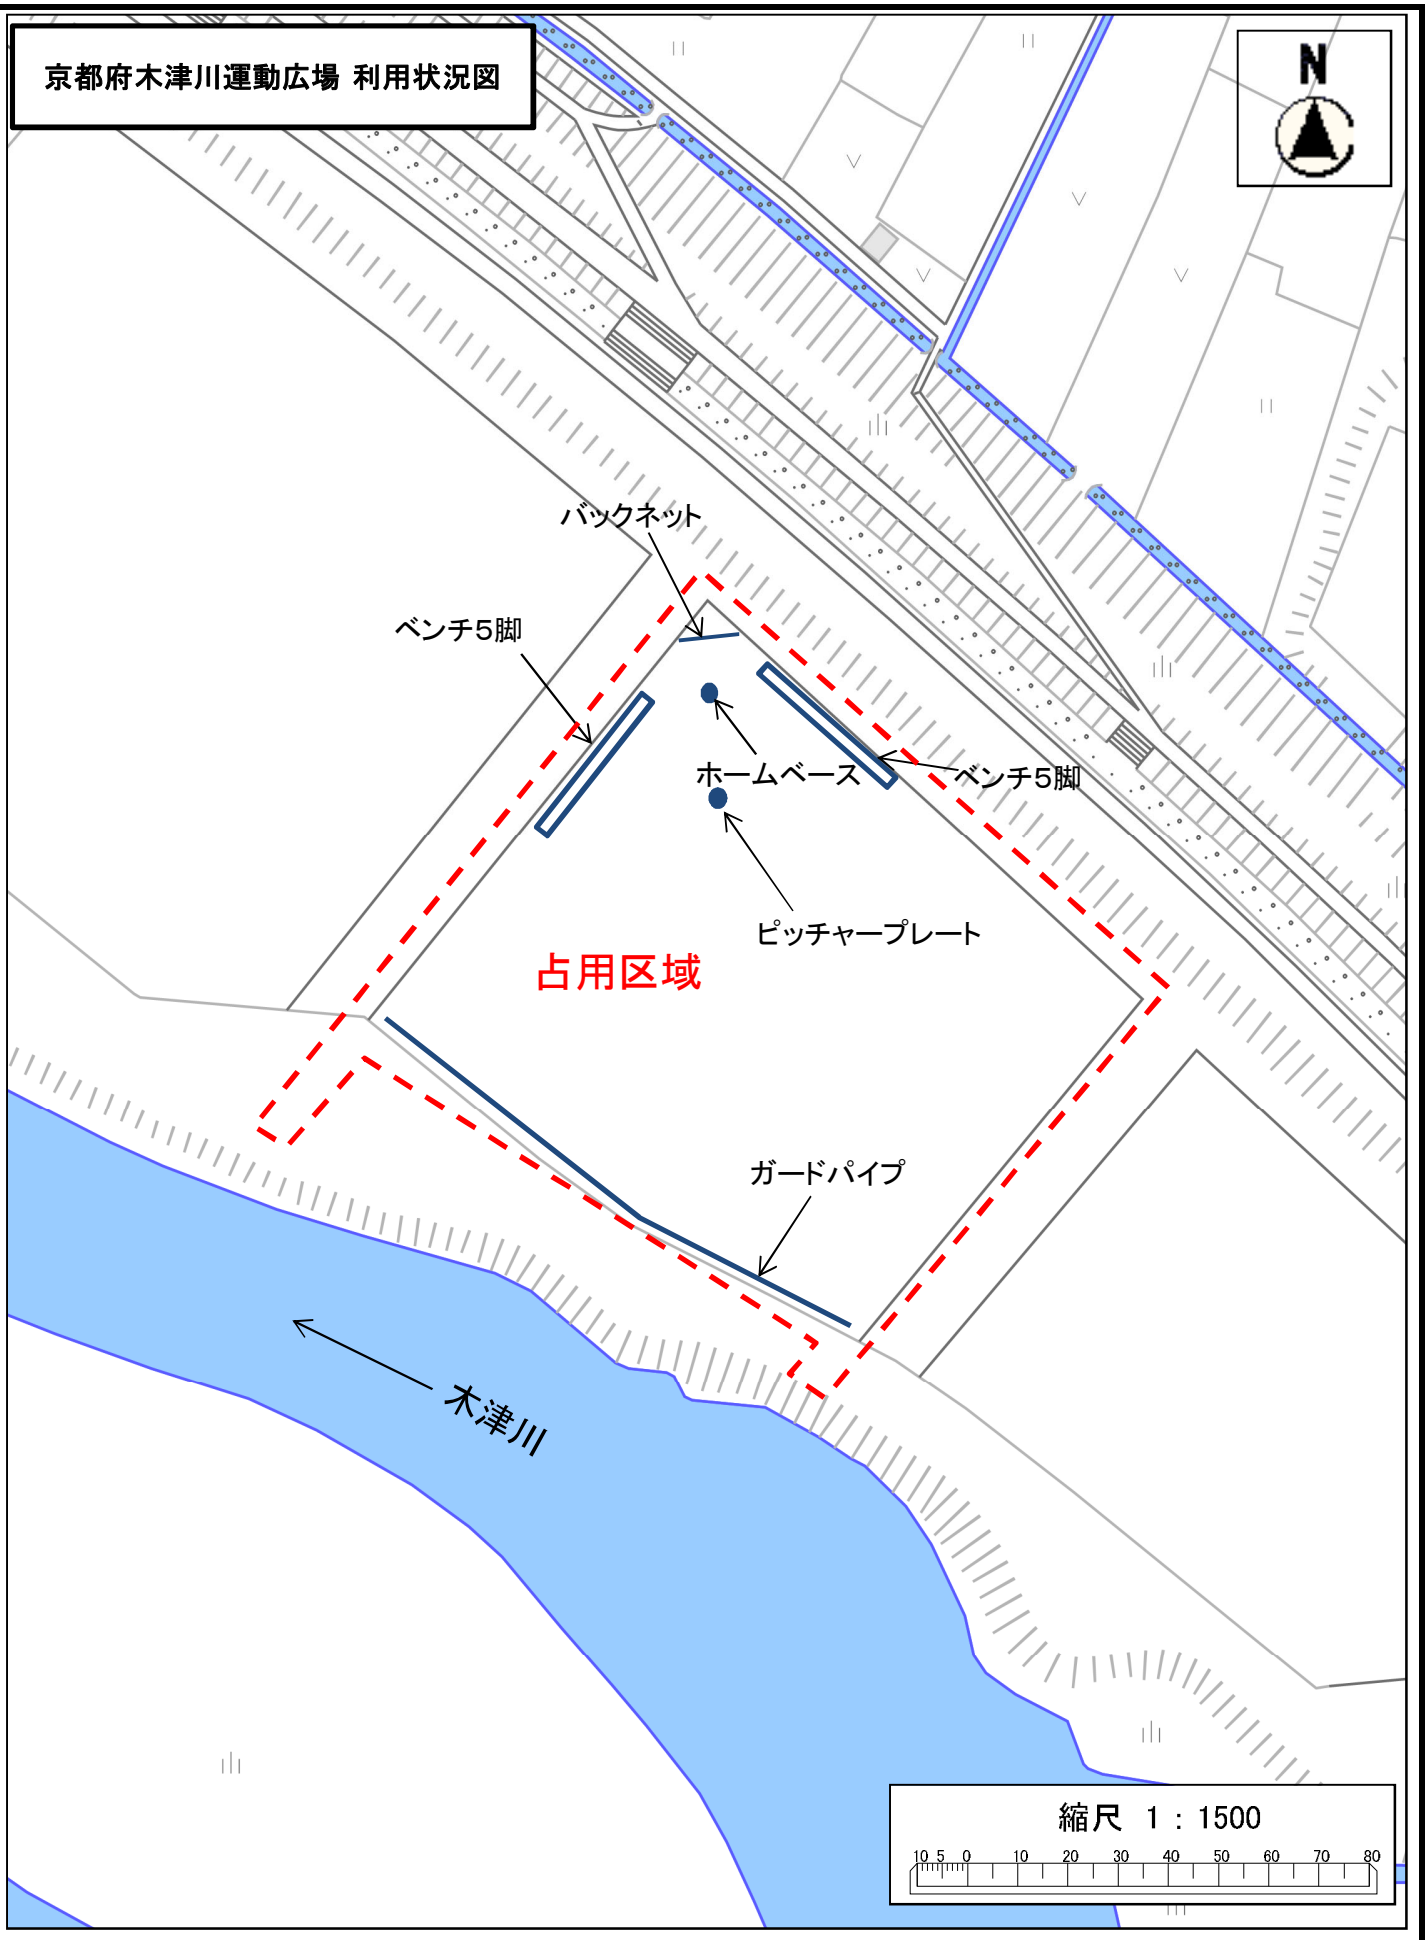 京都府木津川運動広場 利用状況図
N
バックネット
ベンチ5脚
ホームベース
ベンチ5脚
ピッチャープレート
占用区域
ガードパイプ
木津川
縮尺 1 : 1500
10 5 0 10 20 30 40 50 60 70 80